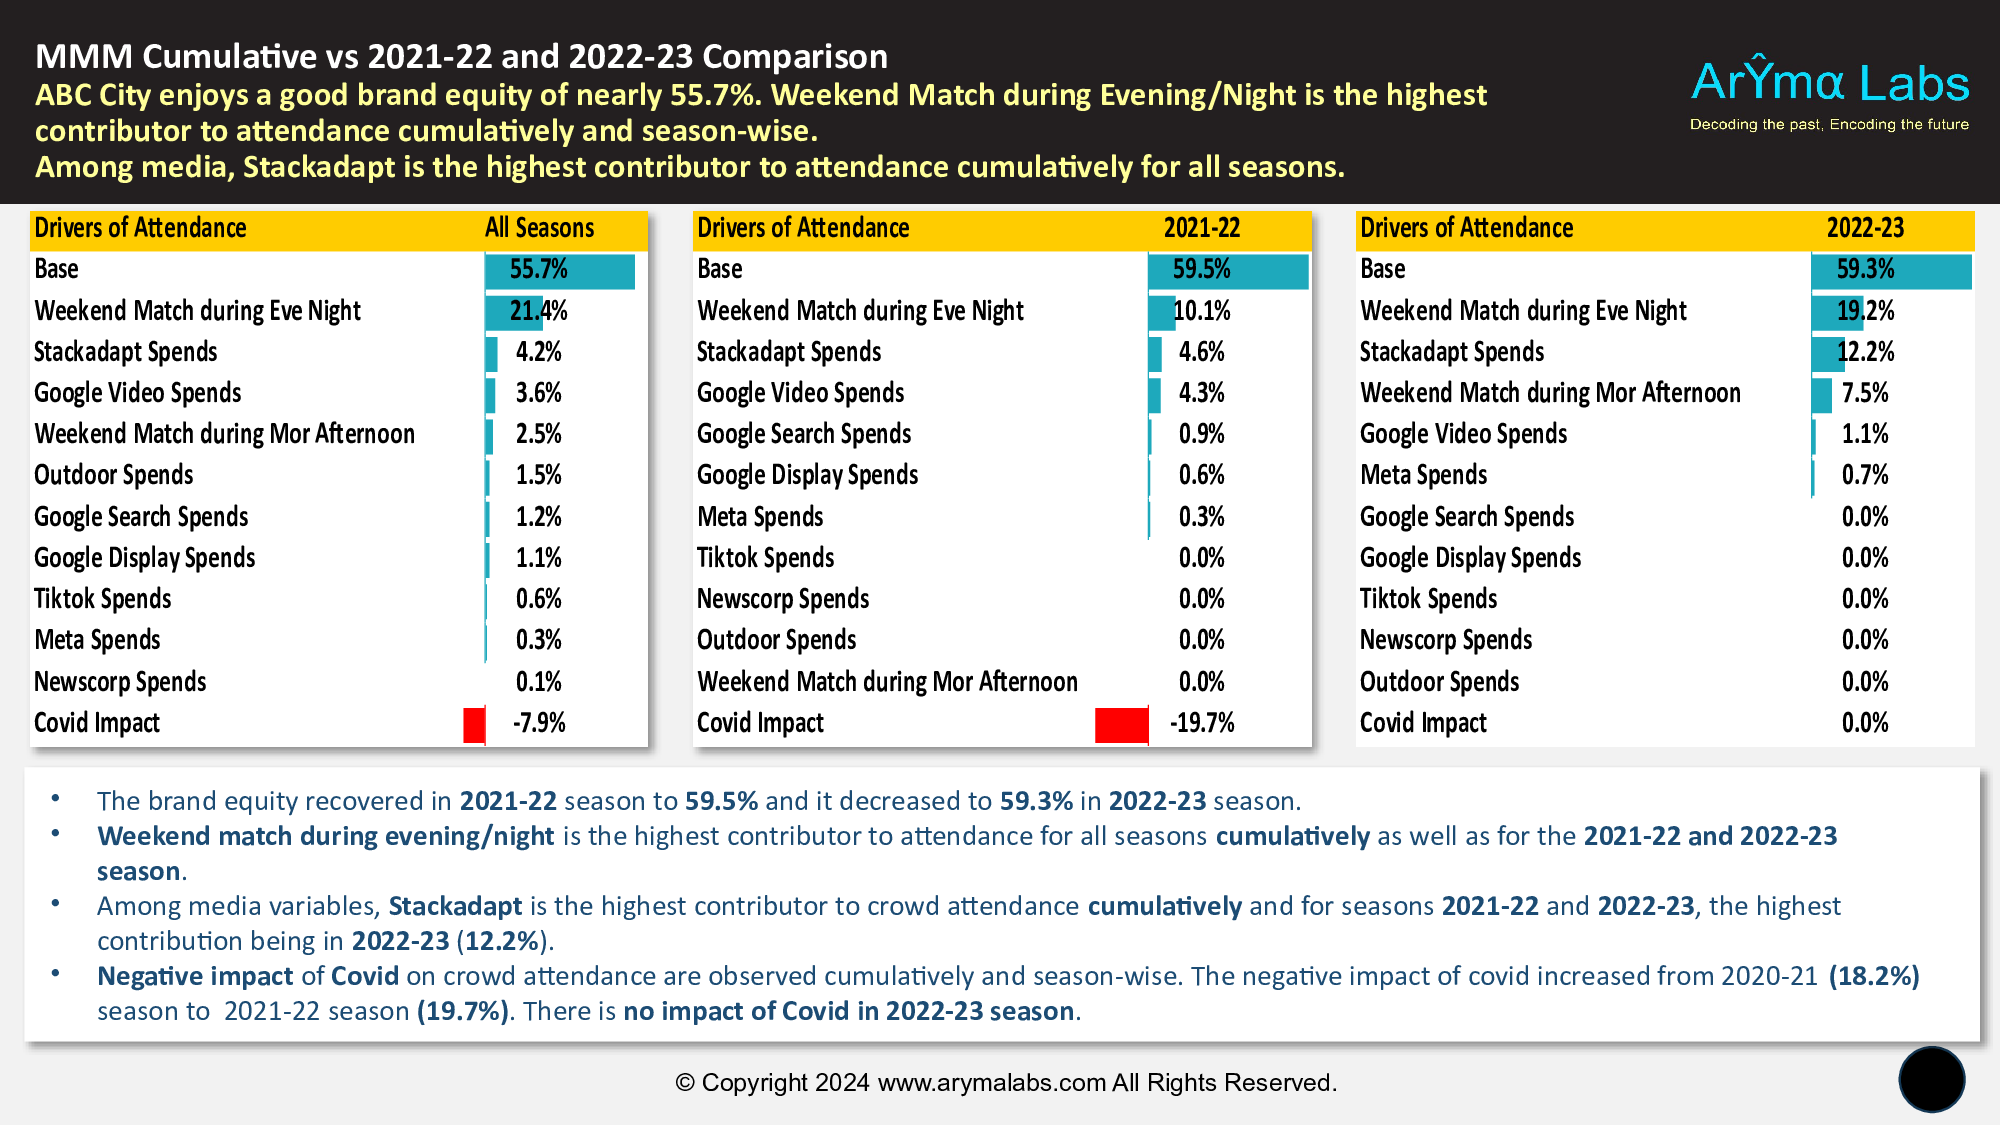 MMM Cumulative vs 2021-22 and 2022-23 Comparison
ABC City enjoys a good brand equity of nearly 55.7%. Weekend Match during Evening/Night is the highest
contributor to attendance cumulatively and season-wise.
Among media, Stackadapt is the highest contributor to attendance cumulatively for all seasons.
ArŶmα Labs
Decoding the past, Encoding the future
Drivers of Attendance All Seasons
Base 55.7%
Weekend Match during Eve Night 21.4%
Stackadapt Spends 4.2%
Google Video Spends 3.6%
Weekend Match during Mor Afternoon 2.5%
Outdoor Spends 1.5%
Google Search Spends 1.2%
Google Display Spends 1.1%
Tiktok Spends 0.6%
Meta Spends 0.3%
Newscorp Spends 0.1%
Covid Impact -7.9%
Drivers of Attendance 2021-22
Base 59.5%
Weekend Match during Eve Night 10.1%
Stackadapt Spends 4.6%
Google Video Spends 4.3%
Google Search Spends 0.9%
Google Display Spends 0.6%
Meta Spends 0.3%
Tiktok Spends 0.0%
Newscorp Spends 0.0%
Outdoor Spends 0.0%
Weekend Match during Mor Afternoon 0.0%
Covid Impact -19.7%
Drivers of Attendance 2022-23
Base 59.3%
Weekend Match during Eve Night 19.2%
Stackadapt Spends 12.2%
Weekend Match during Mor Afternoon 7.5%
Google Video Spends 1.1%
Meta Spends 0.7%
Google Search Spends 0.0%
Google Display Spends 0.0%
Tiktok Spends 0.0%
Newscorp Spends 0.0%
Outdoor Spends 0.0%
Covid Impact 0.0%
• The brand equity recovered in 2021-22 season to 59.5% and it decreased to 59.3% in 2022-23 season.
• Weekend match during evening/night is the highest contributor to attendance for all seasons cumulatively as well as for the 2021-22 and 2022-23
season.
• Among media variables, Stackadapt is the highest contributor to crowd attendance cumulatively and for seasons 2021-22 and 2022-23, the highest
contribution being in 2022-23 (12.2%).
• Negative impact of Covid on crowd attendance are observed cumulatively and season-wise. The negative impact of covid increased from 2020-21 (18.2%)
season to 2021-22 season (19.7%). There is no impact of Covid in 2022-23 season.
© Copyright 2024 www.arymalabs.com All Rights Reserved.